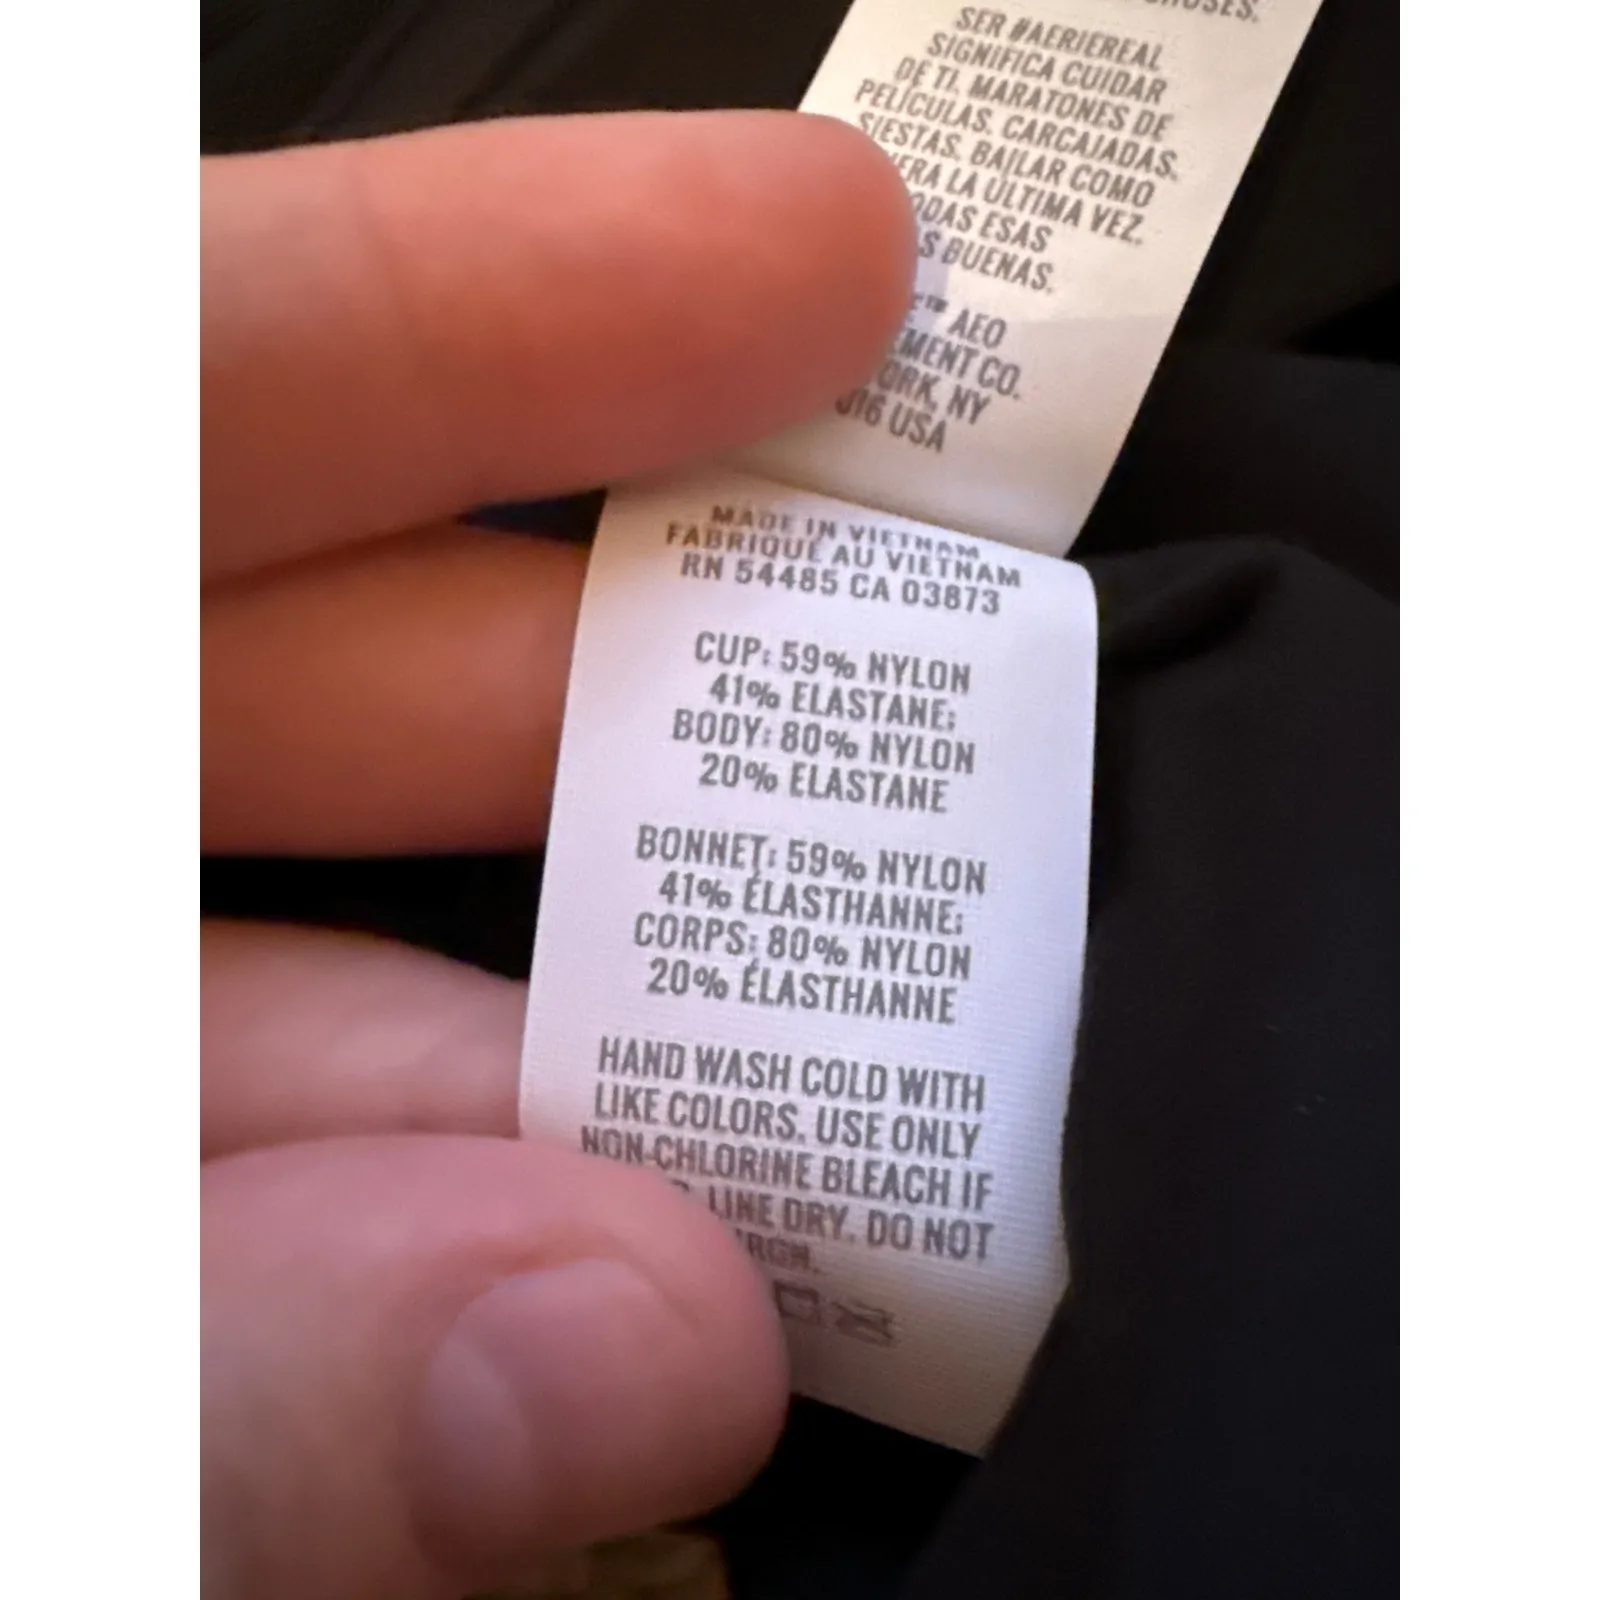 SER #AERIEREAL
SIGNIFICA CUIDAR
DE TI. MARATONES DE
PELÍCULAS. CARCAJADAS.
SIESTAS. BAILAR COMO
LA ÚLTIMA VEZ.
ESAS
BUENAS.
AEO
CO.
NY
USA
MADE IN VIETNAM
FABRIQUÉ AU VIETNAM
RN 54485 CA 03873
CUP: 59% NYLON
41% ELASTANE;
BODY: 80% NYLON
20% ELASTANE
BONNET: 59% NYLON
41% ÉLASTHANNE;
CORPS: 80% NYLON
20% ÉLASTHANNE
HAND WASH COLD WITH
LIKE COLORS. USE ONLY
NON-CHLORINE BLEACH IF
LINE DRY. DO NOT